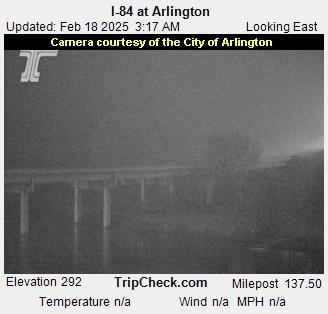 I-84 at Arlington
Updated: Feb 18 2025 3:17 AM Looking East
Camera courtesy of the City of Arlington
Elevation 292 TripCheck.com Milepost 137.50
Temperature n/a Wind n/a MPH n/a